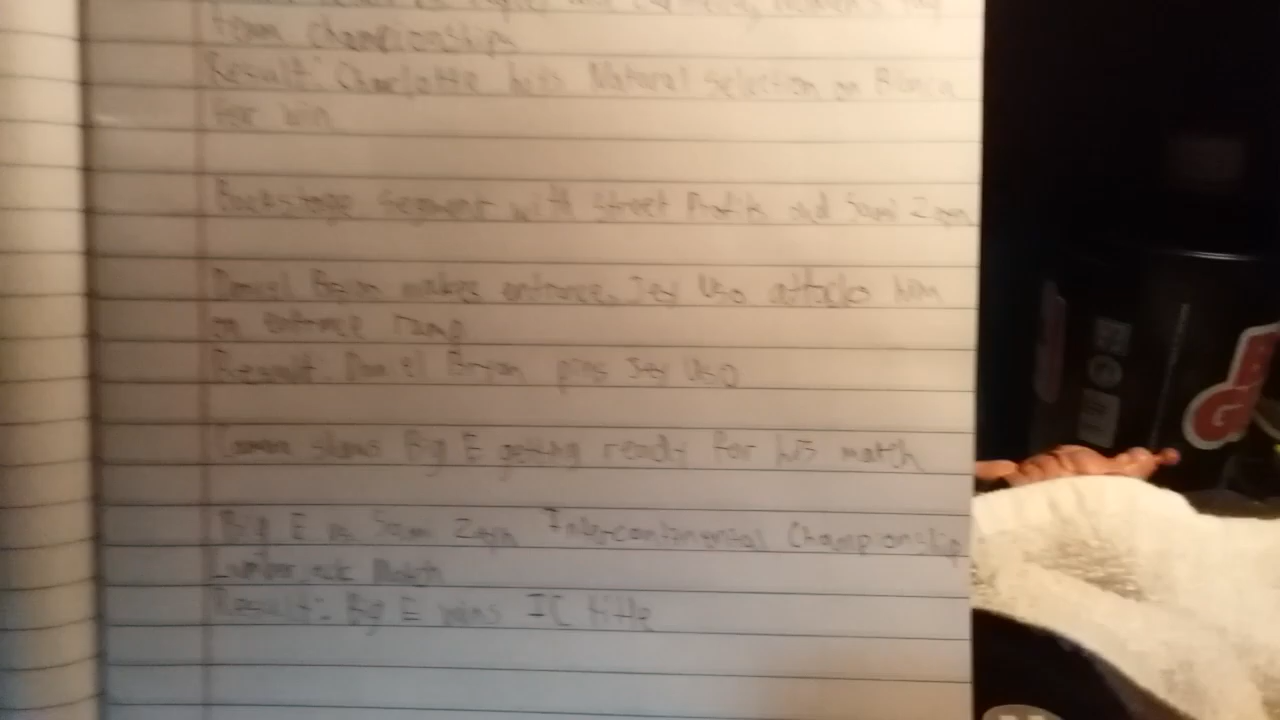 team championships
Result: Charlotte hits Natural Selection on Bianca
for win
Backstage segment with Street Profits and Sami Zayn
Daniel Bryan makes entrance. Jey Uso attacks him
on entrance ramp
Result: Daniel Bryan pins Jey Uso
Camera shows Big E getting ready for his match
Big E vs. Sami Zayn Intercontinental Championship
Lumberjack Match
Result: Big E wins IC title